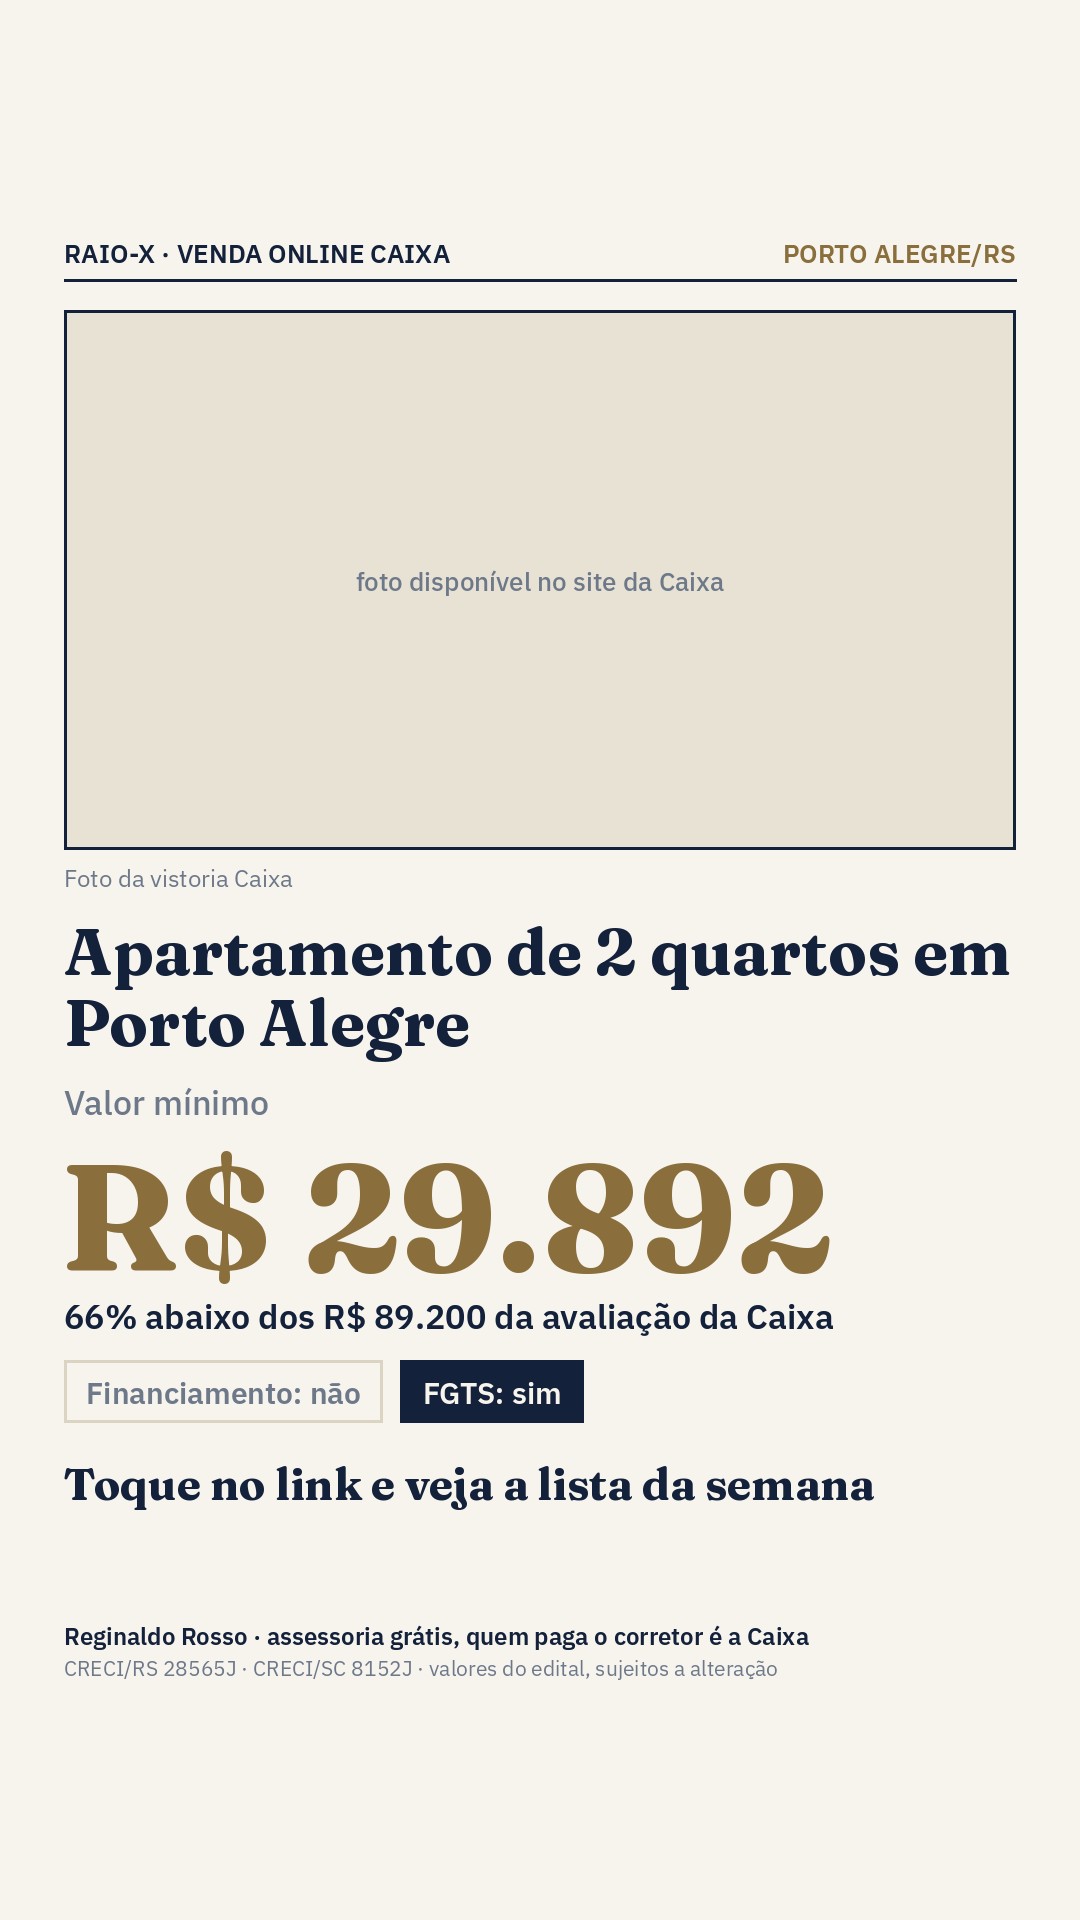 RAIO-X · VENDA ONLINE CAIXA
PORTO ALEGRE/RS
foto disponível no site da Caixa
Foto da vistoria Caixa
Apartamento de 2 quartos em
Porto Alegre
Valor mínimo
R$ 29.892
66% abaixo dos R$ 89.200 da avaliação da Caixa
Financiamento: não
FGTS: sim
Toque no link e veja a lista da semana
Reginaldo Rosso · assessoria grátis, quem paga o corretor é a Caixa
CRECI/RS 28565J · CRECI/SC 8152J · valores do edital, sujeitos a alteração